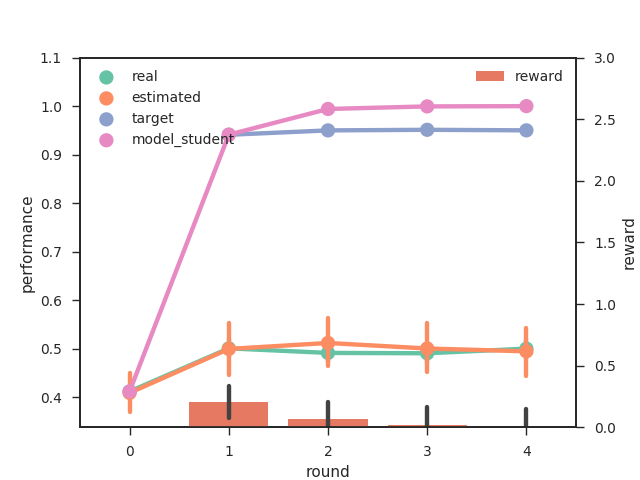 1.1
1.0
0.9
0.8
0.7
0.6
0.5
0.4
performance
real
estimated
target
model_student
reward
3.0
2.5
2.0
1.5
1.0
0.5
0.0
reward
0 1 2 3 4
round